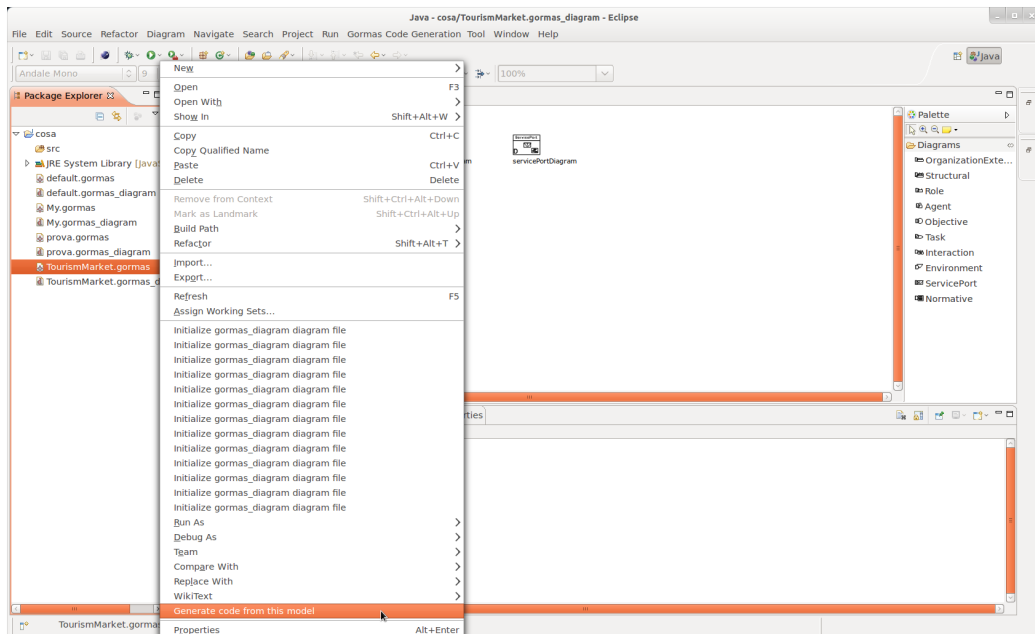 Java - cosa/TourismMarket.gormas_diagram - Eclipse
File Edit Source Refactor Diagram Navigate Search Project Run Gormas Code Generation Tool Window Help
Java
Andale Mono 9 100%
Package Explorer
cosa
src
JRE System Library
default.gormas
default.gormas_diagram
My.gormas
My.gormas_diagram
prova.gormas
prova.gormas_diagram
TourismMarket.gormas
TourismMarket.gormas_d
New
Open F3
Open With
Show In Shift+Alt+W
Copy Ctrl+C
Copy Qualified Name
Paste Ctrl+V
Delete Delete
Remove from Context Shift+Ctrl+Alt+Down
Mark as Landmark Shift+Ctrl+Alt+Up
Build Path
Refactor Shift+Alt+T
Import...
Export...
Refresh F5
Assign Working Sets...
Initialize gormas_diagram diagram file
Initialize gormas_diagram diagram file
Initialize gormas_diagram diagram file
Initialize gormas_diagram diagram file
Initialize gormas_diagram diagram file
Initialize gormas_diagram diagram file
Initialize gormas_diagram diagram file
Initialize gormas_diagram diagram file
Initialize gormas_diagram diagram file
Initialize gormas_diagram diagram file
Initialize gormas_diagram diagram file
Initialize gormas_diagram diagram file
Initialize gormas_diagram diagram file
Run As
Debug As
Team
Compare With
Replace With
WikiText
Generate code from this model
Properties Alt+Enter
servicePortDiagram
Palette
Diagrams
OrganizationExte...
Structural
Role
Agent
Objective
Task
Interaction
Environment
ServicePort
Normative
rties
TourismMarket.gorma